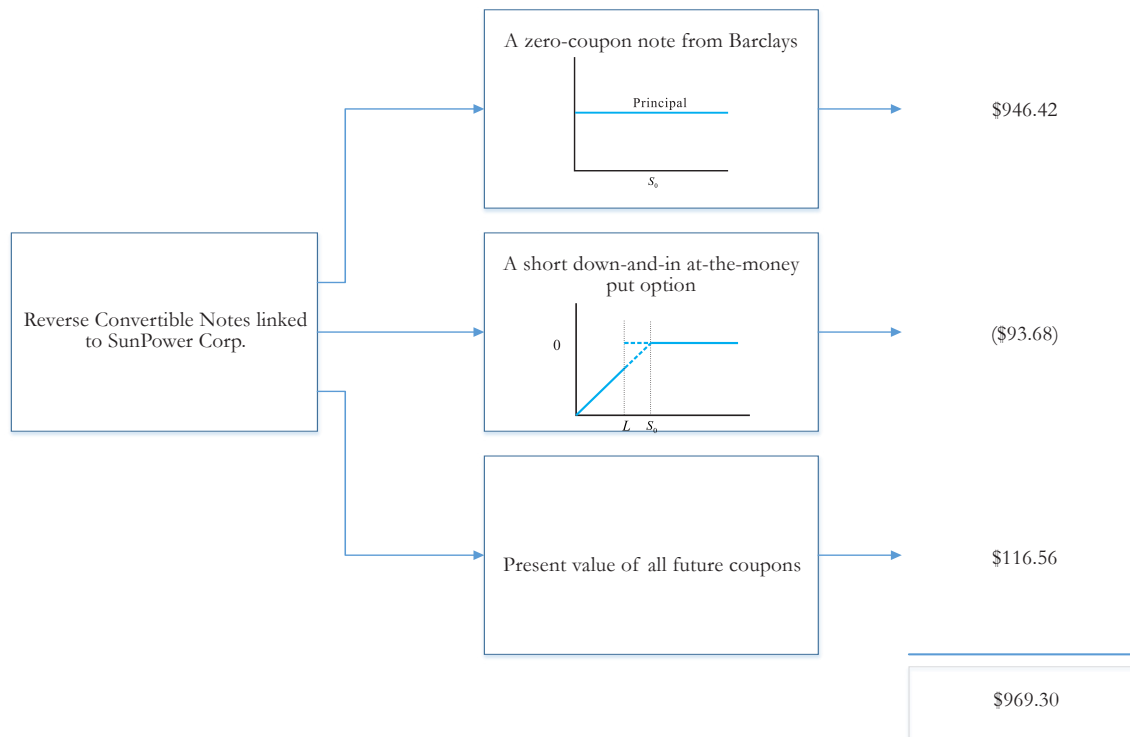 A zero-coupon note from Barclays
Principal
S₀
$946.42
Reverse Convertible Notes linked
to SunPower Corp.
A short down-and-in at-the-money
put option
0
L S₀
($93.68)
Present value of all future coupons
$116.56
$969.30